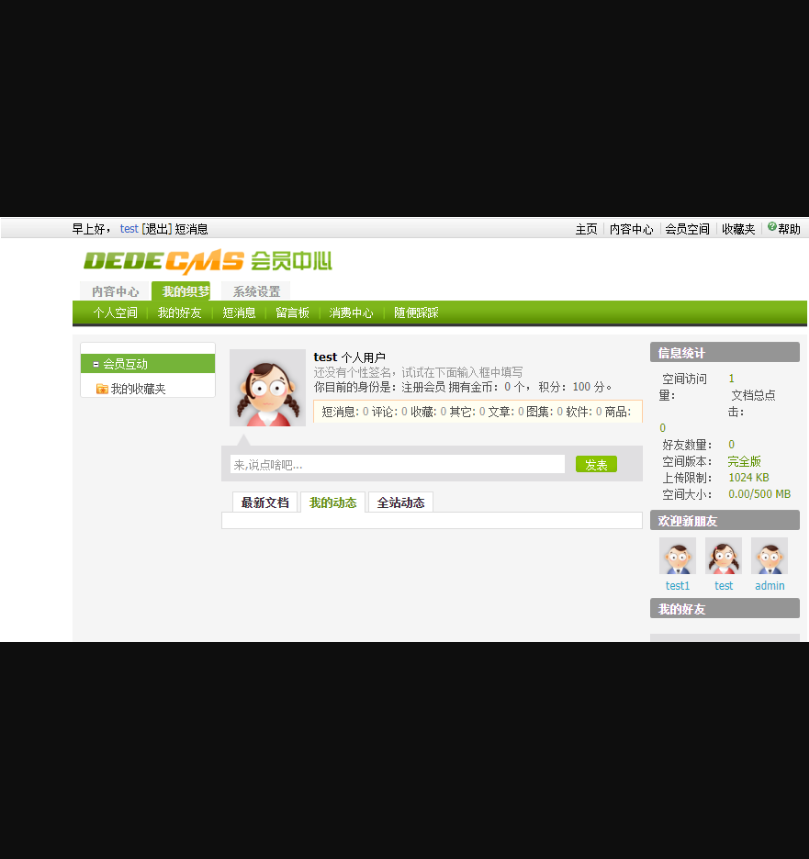 早上好， test [退出] 短消息
主页 内容中心 会员空间 收藏夹 帮助
DEDECMS 会员中心
内容中心 我的织梦 系统设置
个人空间 我的好友 短消息 留言板 消费中心 随便踩踩
会员互动
我的收藏夹
test 个人用户
还没有个性签名，试试在下面输入框中填写
你目前的身份是：注册会员 拥有金币：0 个， 积分：100 分。
短消息: 0 评论: 0 收藏: 0 其它: 0 文章: 0 图集: 0 软件: 0 商品:
来,说点啥吧...
发表
最新文档 我的动态 全站动态
信息统计
空间访问量： 1
文档总点击：
0
好友数量： 0
空间版本： 完全版
上传限制： 1024 KB
空间大小： 0.00/500 MB
欢迎新朋友
test1 test admin
我的好友